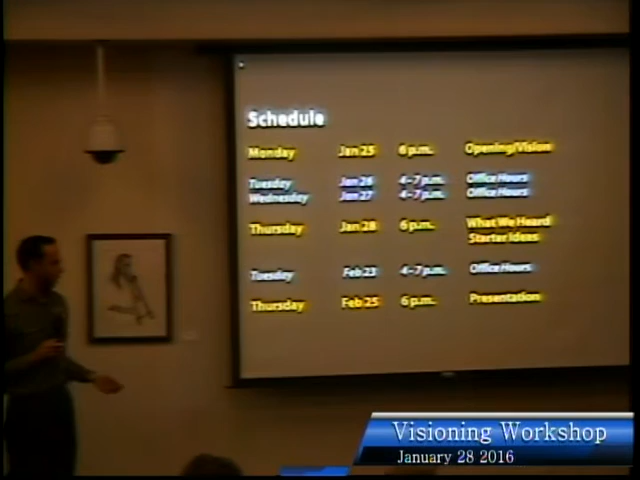 Schedule
Monday Jan 25 6 p.m. Opening/Vision
Tuesday Jan 26 4-7 p.m. Office Hours
Wednesday Jan 27 4-7 p.m. Office Hours
Thursday Jan 28 6 p.m. What We Heard
Starter Ideas
Tuesday Feb 23 4-7 p.m. Office Hours
Thursday Feb 25 6 p.m. Presentation
Visioning Workshop
January 28 2016